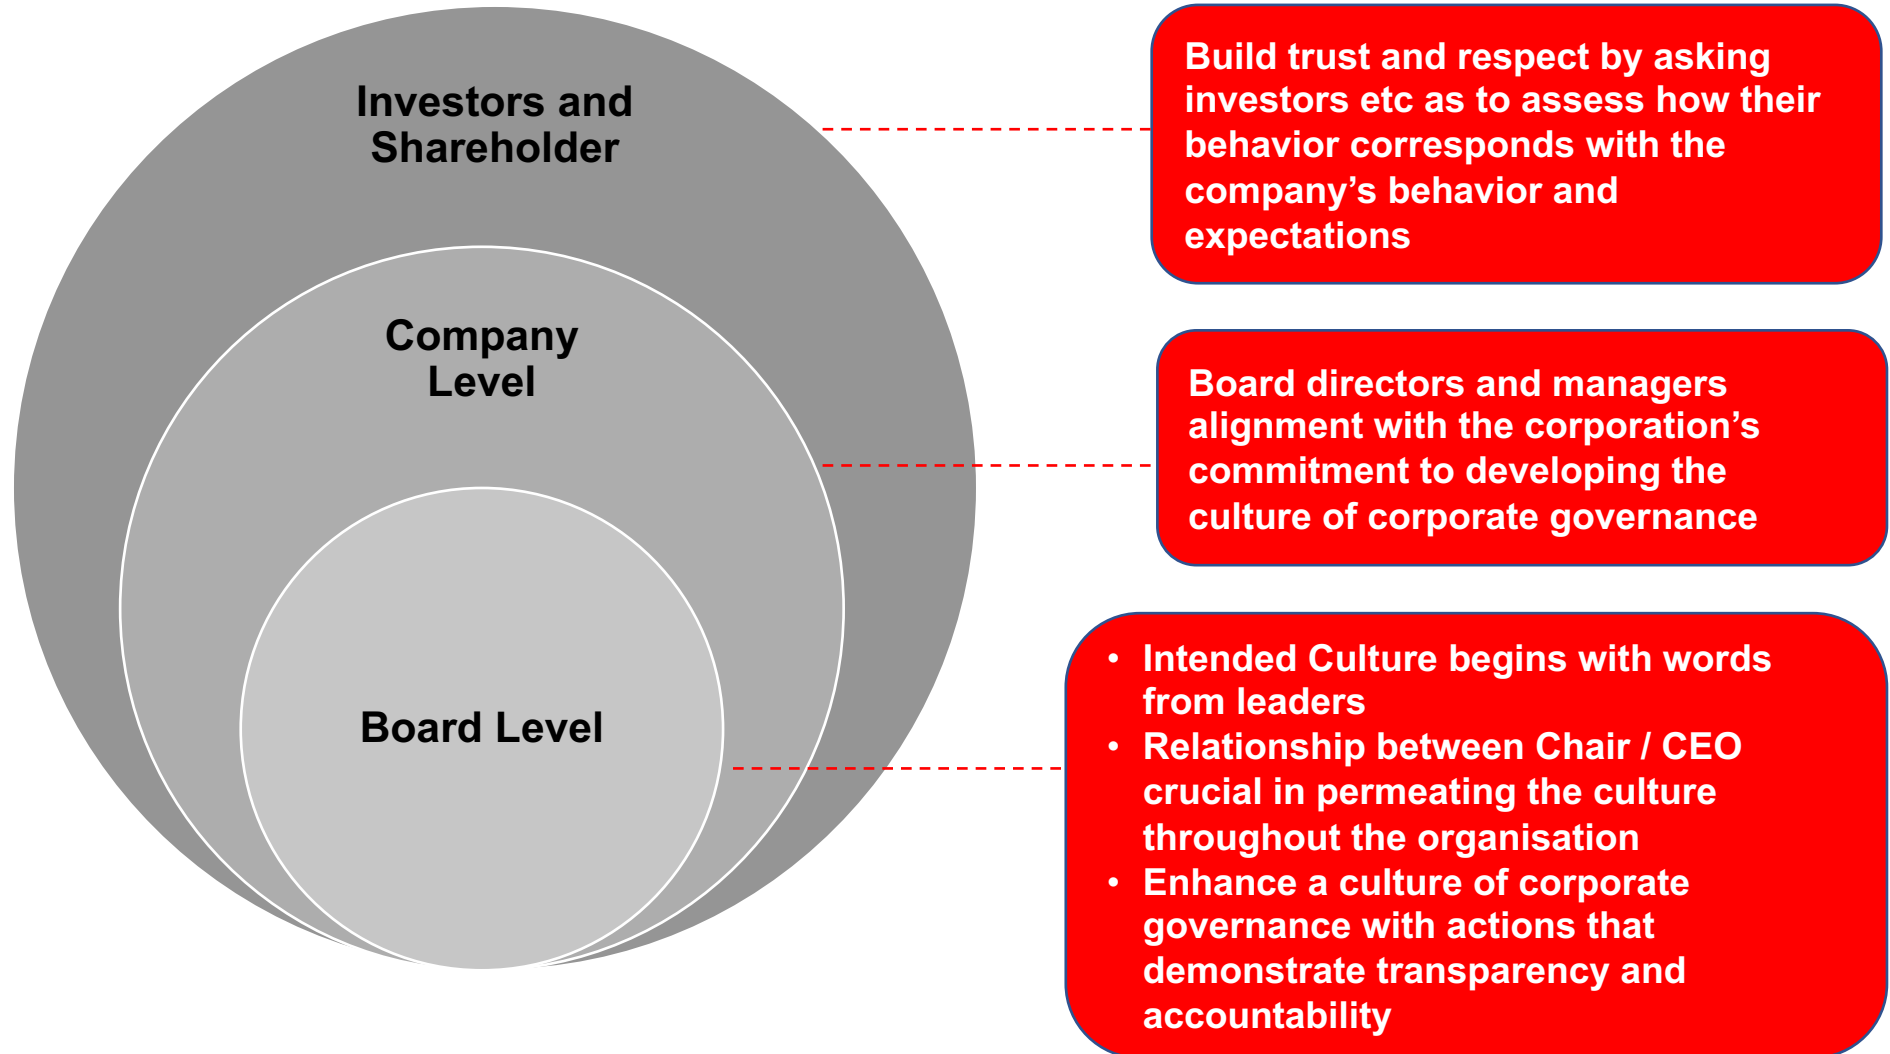 Investors and
Shareholder
Build trust and respect by asking
investors etc as to assess how their
behavior corresponds with the
company’s behavior and
expectations
Company
Level
Board directors and managers
alignment with the corporation’s
commitment to developing the
culture of corporate governance
Board Level
• Intended Culture begins with words
from leaders
• Relationship between Chair / CEO
crucial in permeating the culture
throughout the organisation
• Enhance a culture of corporate
governance with actions that
demonstrate transparency and
accountability